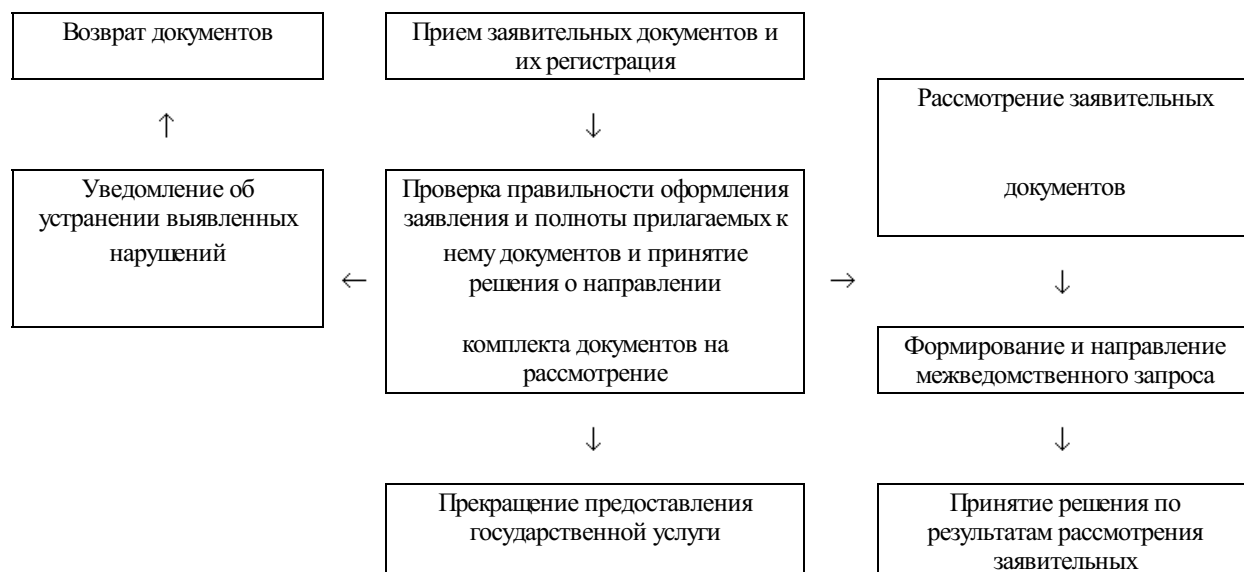 Возврат документов
Прием заявительных документов и
их регистрация
Рассмотрение заявительных
документов
↑
↓
Уведомление об
устранении выявленных
нарушений
Проверка правильности оформления
заявления и полноты прилагаемых к
нему документов и принятие
решения о направлении
комплекта документов на
рассмотрение
←
→
↓
Формирование и направление
межведомственного запроса
↓
↓
Прекращение предоставления
государственной услуги
Принятие решения по
результатам рассмотрения
заявительных